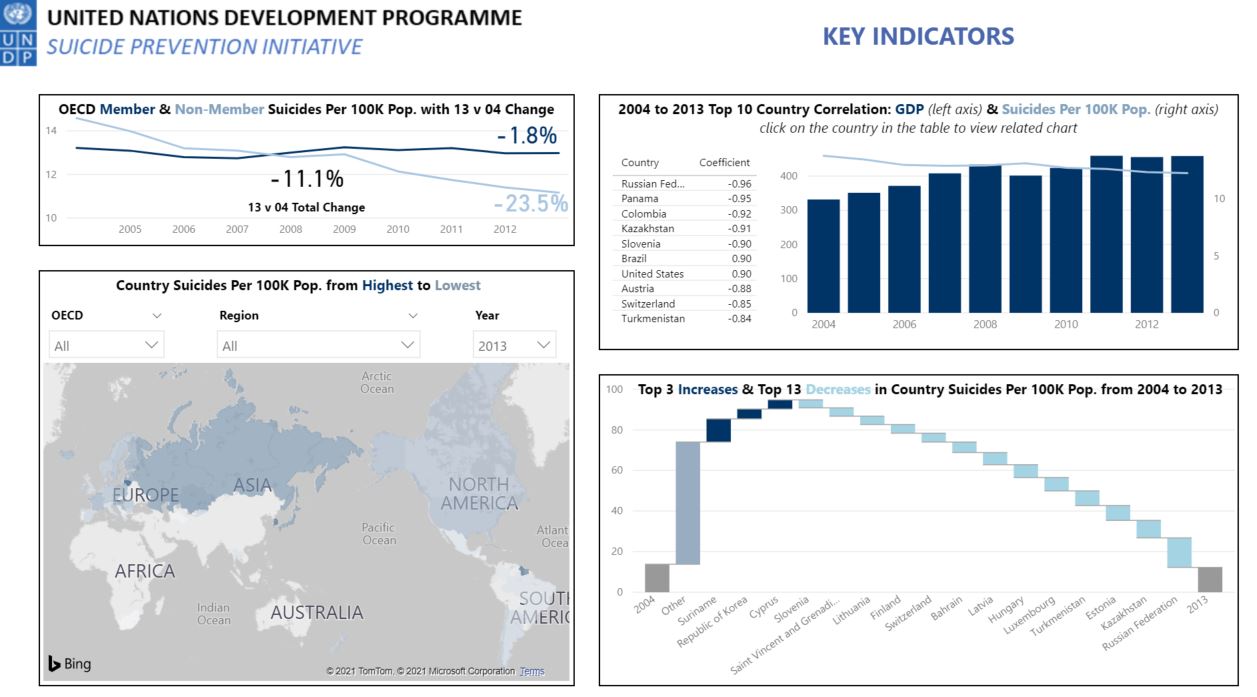 UNITED NATIONS DEVELOPMENT PROGRAMME
SUICIDE PREVENTION INITIATIVE
UN
DP
KEY INDICATORS
OECD Member & Non-Member Suicides Per 100K Pop. with 13 v 04 Change
14
12
10
-1.8%
-11.1%
13 v 04 Total Change
-23.5%
2005 2006 2007 2008 2009 2010 2011 2012
Country Suicides Per 100K Pop. from Highest to Lowest
OECD Region Year
All All 2013
Arctic
Ocean
EUROPE
ASIA
NORTH
AMERICA
Pacific
Ocean
Atlant
Ocea
AFRICA
Indian
Ocean
AUSTRALIA
SOUTH
AMERIC
Bing
© 2021 TomTom, © 2021 Microsoft Corporation Terms
2004 to 2013 Top 10 Country Correlation: GDP (left axis) & Suicides Per 100K Pop. (right axis)
click on the country in the table to view related chart
Country Coefficient
Russian Fed... -0.96
Panama -0.95
Colombia -0.92
Kazakhstan -0.91
Slovenia -0.90
Brazil 0.90
United States 0.90
Austria -0.88
Switzerland -0.85
Turkmenistan -0.84
400
300
200
100
0
10
5
0
2004 2006 2008 2010 2012
Top 3 Increases & Top 13 Decreases in Country Suicides Per 100K Pop. from 2004 to 2013
100
80
60
40
20
0
2004
Other
Suriname
Republic of Korea
Cyprus
Slovenia
Saint Vincent and Grenadi...
Lithuania
Finland
Switzerland
Bahrain
Latvia
Hungary
Luxembourg
Turkmenistan
Estonia
Kazakhstan
Russian Federation
2013